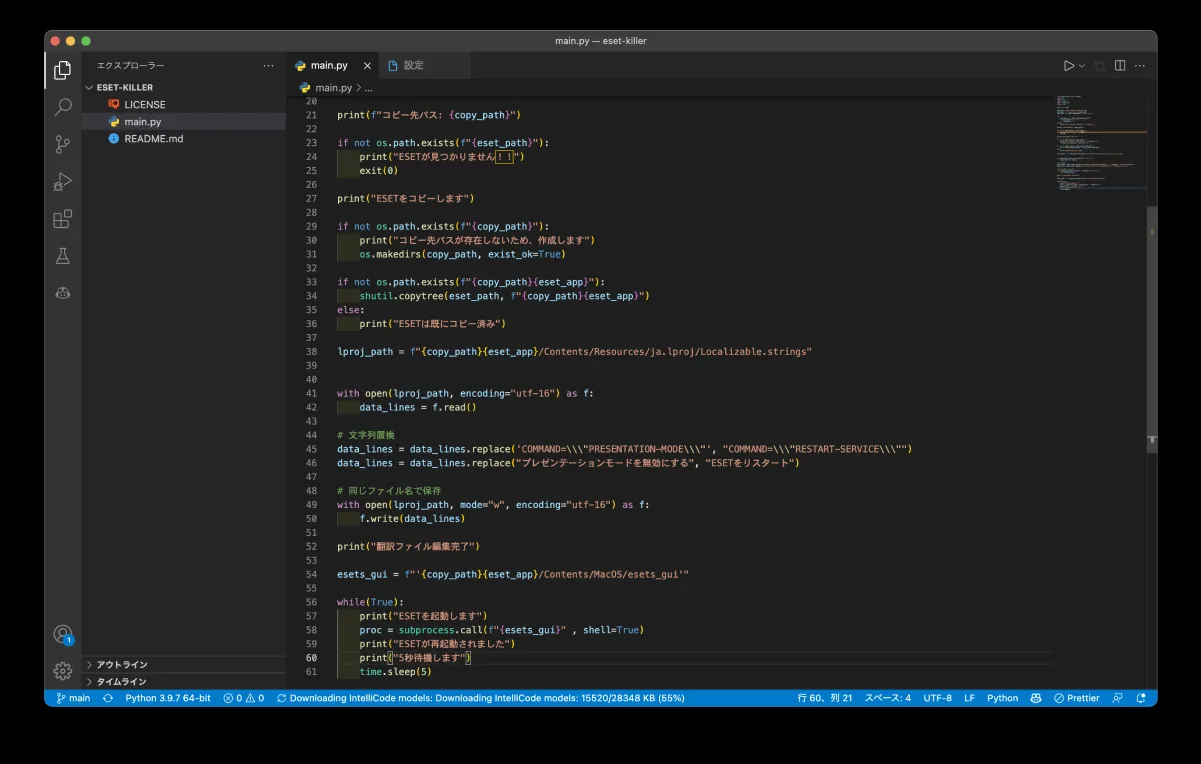 main.py — eset-killer
エクスプローラー
ESET-KILLER
LICENSE
main.py
README.md
アウトライン
タイムライン
main.py
設定
main.py > ...
20
21 print(f"コピー先パス: {copy_path}")
22
23 if not os.path.exists(f"{eset_path}"):
24 print("ESETが見つかりません！！")
25 exit(0)
26
27 print("ESETをコピーします")
28
29 if not os.path.exists(f"{copy_path}"):
30 print("コピー先パスが存在しないため、作成します")
31 os.makedirs(copy_path, exist_ok=True)
32
33 if not os.path.exists(f"{copy_path}{eset_app}"):
34 shutil.copytree(eset_path, f"{copy_path}{eset_app}")
35 else:
36 print("ESETは既にコピー済み")
37
38 lproj_path = f"{copy_path}{eset_app}/Contents/Resources/ja.lproj/Localizable.strings"
39
40
41 with open(lproj_path, encoding="utf-16") as f:
42 data_lines = f.read()
43
44 # 文字列置換
45 data_lines = data_lines.replace('COMMAND=\\\"PRESENTATION-MODE\\\"', "COMMAND=\\\"RESTART-SERVICE\\\"")
46 data_lines = data_lines.replace("プレゼンテーションモードを無効にする", "ESETをリスタート")
47
48 # 同じファイル名で保存
49 with open(lproj_path, mode="w", encoding="utf-16") as f:
50 f.write(data_lines)
51
52 print("翻訳ファイル編集完了")
53
54 esets_gui = f"'{copy_path}{eset_app}/Contents/MacOS/esets_gui'"
55
56 while(True):
57 print("ESETを起動します")
58 proc = subprocess.call(f"{esets_gui}" , shell=True)
59 print("ESETが再起動されました")
60 print("5秒待機します")
61 time.sleep(5)
1
main Python 3.9.7 64-bit 0 0 Downloading IntelliCode models: Downloading IntelliCode models: 15520/28348 KB (55%) 行 60、列 21 スペース: 4 UTF-8 LF Python Prettier